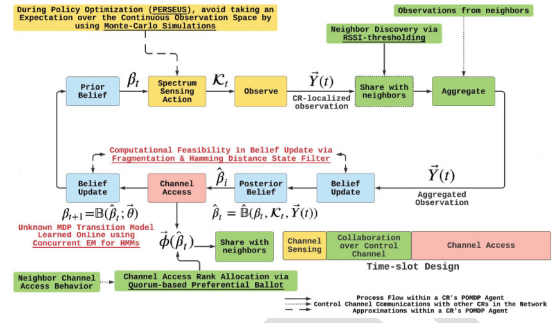 During Policy Optimization (PERSEUS), avoid taking an
Expectation over the Continuous Observation Space by
using Monte-Carlo Simulations
Observations from neighbors
Neighbor Discovery via
RSSI-thresholding
Prior
Belief
β_t
Spectrum
Sensing
Action
𝒦_t
Observe
Y⃗(t)
CR-localized
observation
Share with
neighbors
Aggregate
Computational Feasibility in Belief Update via
Fragmentation & Hamming Distance State Filter
Belief
Update
β_{t+1}=𝔹(β̂_t; θ⃗)
Channel
Access
β̂_i
Posterior
Belief
β̂_t = 𝔹̂(β_t, 𝒦_t, Y⃗(t))
Belief
Update
Y⃗(t)
Aggregated
Observation
Unknown MDP Transition Model
Learned Online using
Concurrent EM for HMMs
ϕ⃗(β̂_t)
Share with
neighbors
Channel
Sensing
Collaboration
over Control
Channel
Channel Access
Time-slot Design
Neighbor Channel
Access Behavior
Channel Access Rank Allocation via
Quorum-based Preferential Ballot
Process Flow within a CR's POMDP Agent
Control Channel Communications with other CRs in the Network
Approximations within a CR's POMDP Agent